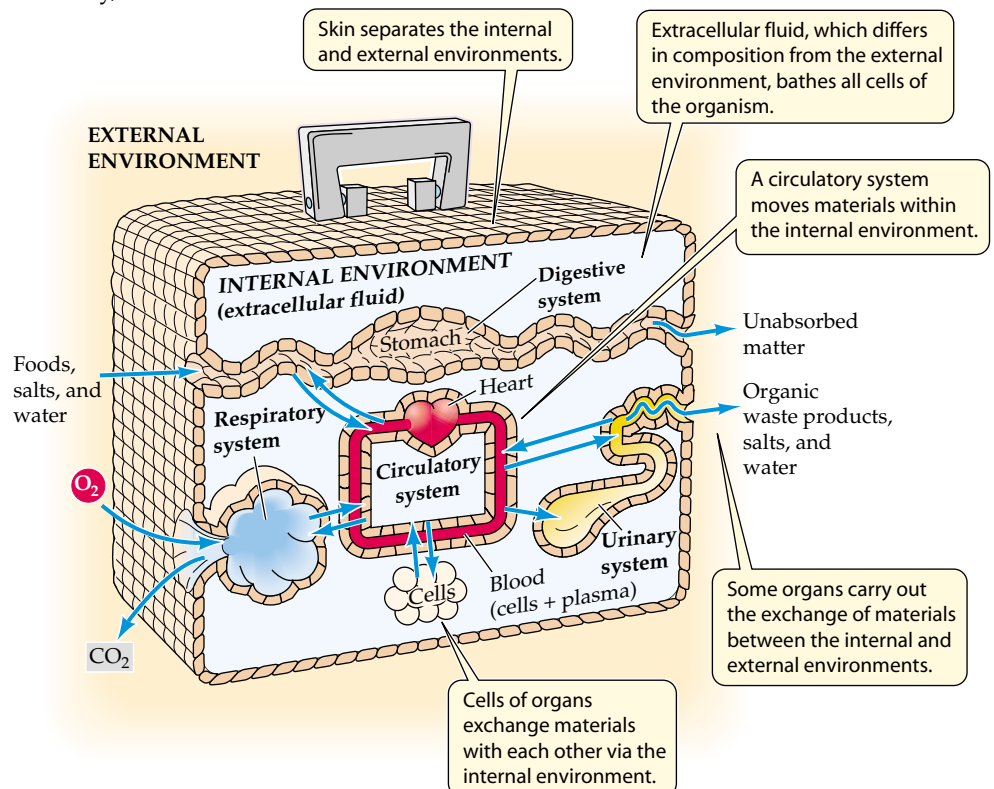 Skin separates the internal
and external environments.
Extracellular fluid, which differs
in composition from the external
environment, bathes all cells of
the organism.
EXTERNAL
ENVIRONMENT
A circulatory system
moves materials within
the internal environment.
INTERNAL ENVIRONMENT
(extracellular fluid)
Digestive
system
Stomach
Unabsorbed
matter
Foods,
salts, and
water
Heart
Organic
waste products,
salts, and
water
Respiratory
system
Circulatory
system
O₂
Urinary
system
Blood
(cells + plasma)
Cells
CO₂
Some organs carry out
the exchange of materials
between the internal and
external environments.
Cells of organs
exchange materials
with each other via the
internal environment.